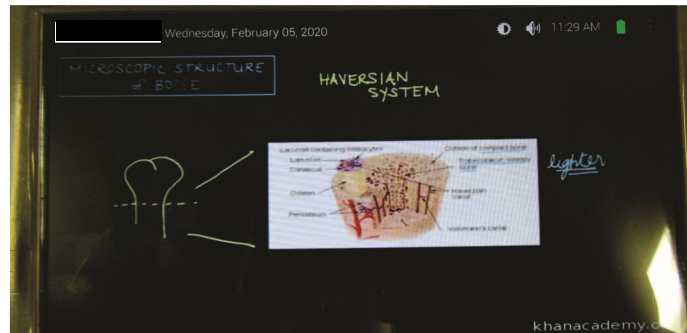 Wednesday, February 05, 2020
11:29 AM
MICROSCOPIC STRUCTURE
of BONE
HAVERSIAN
SYSTEM
Lacunae containing osteocytes
Lamellae
Canaliculi
Osteon
Periosteum
Osteon of compact bone
Trabeculae of spongy
bone
Haversian
canal
Volkmann's canal
lighter
khanacademy.o